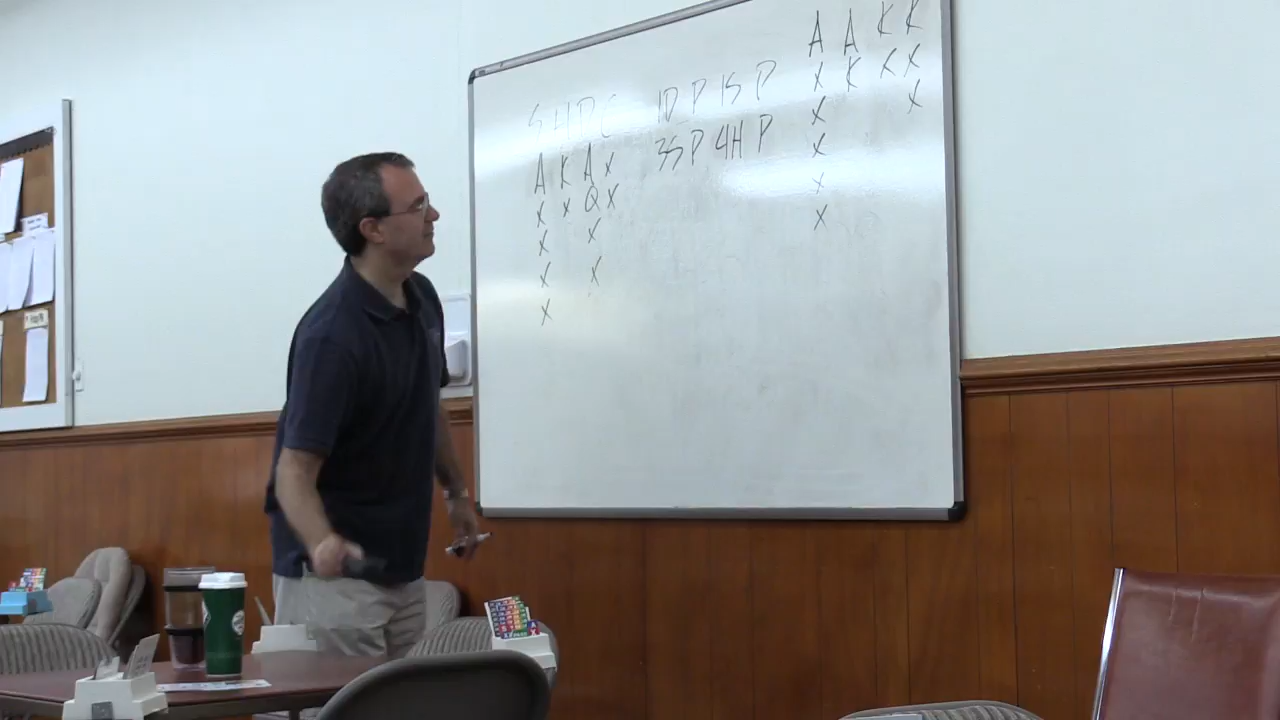 S H D C
A K A X
X X Q X
X X
X X
X
1D P 1S P
3S P 4H P
A A K K
X K X X
X X
X
X
X